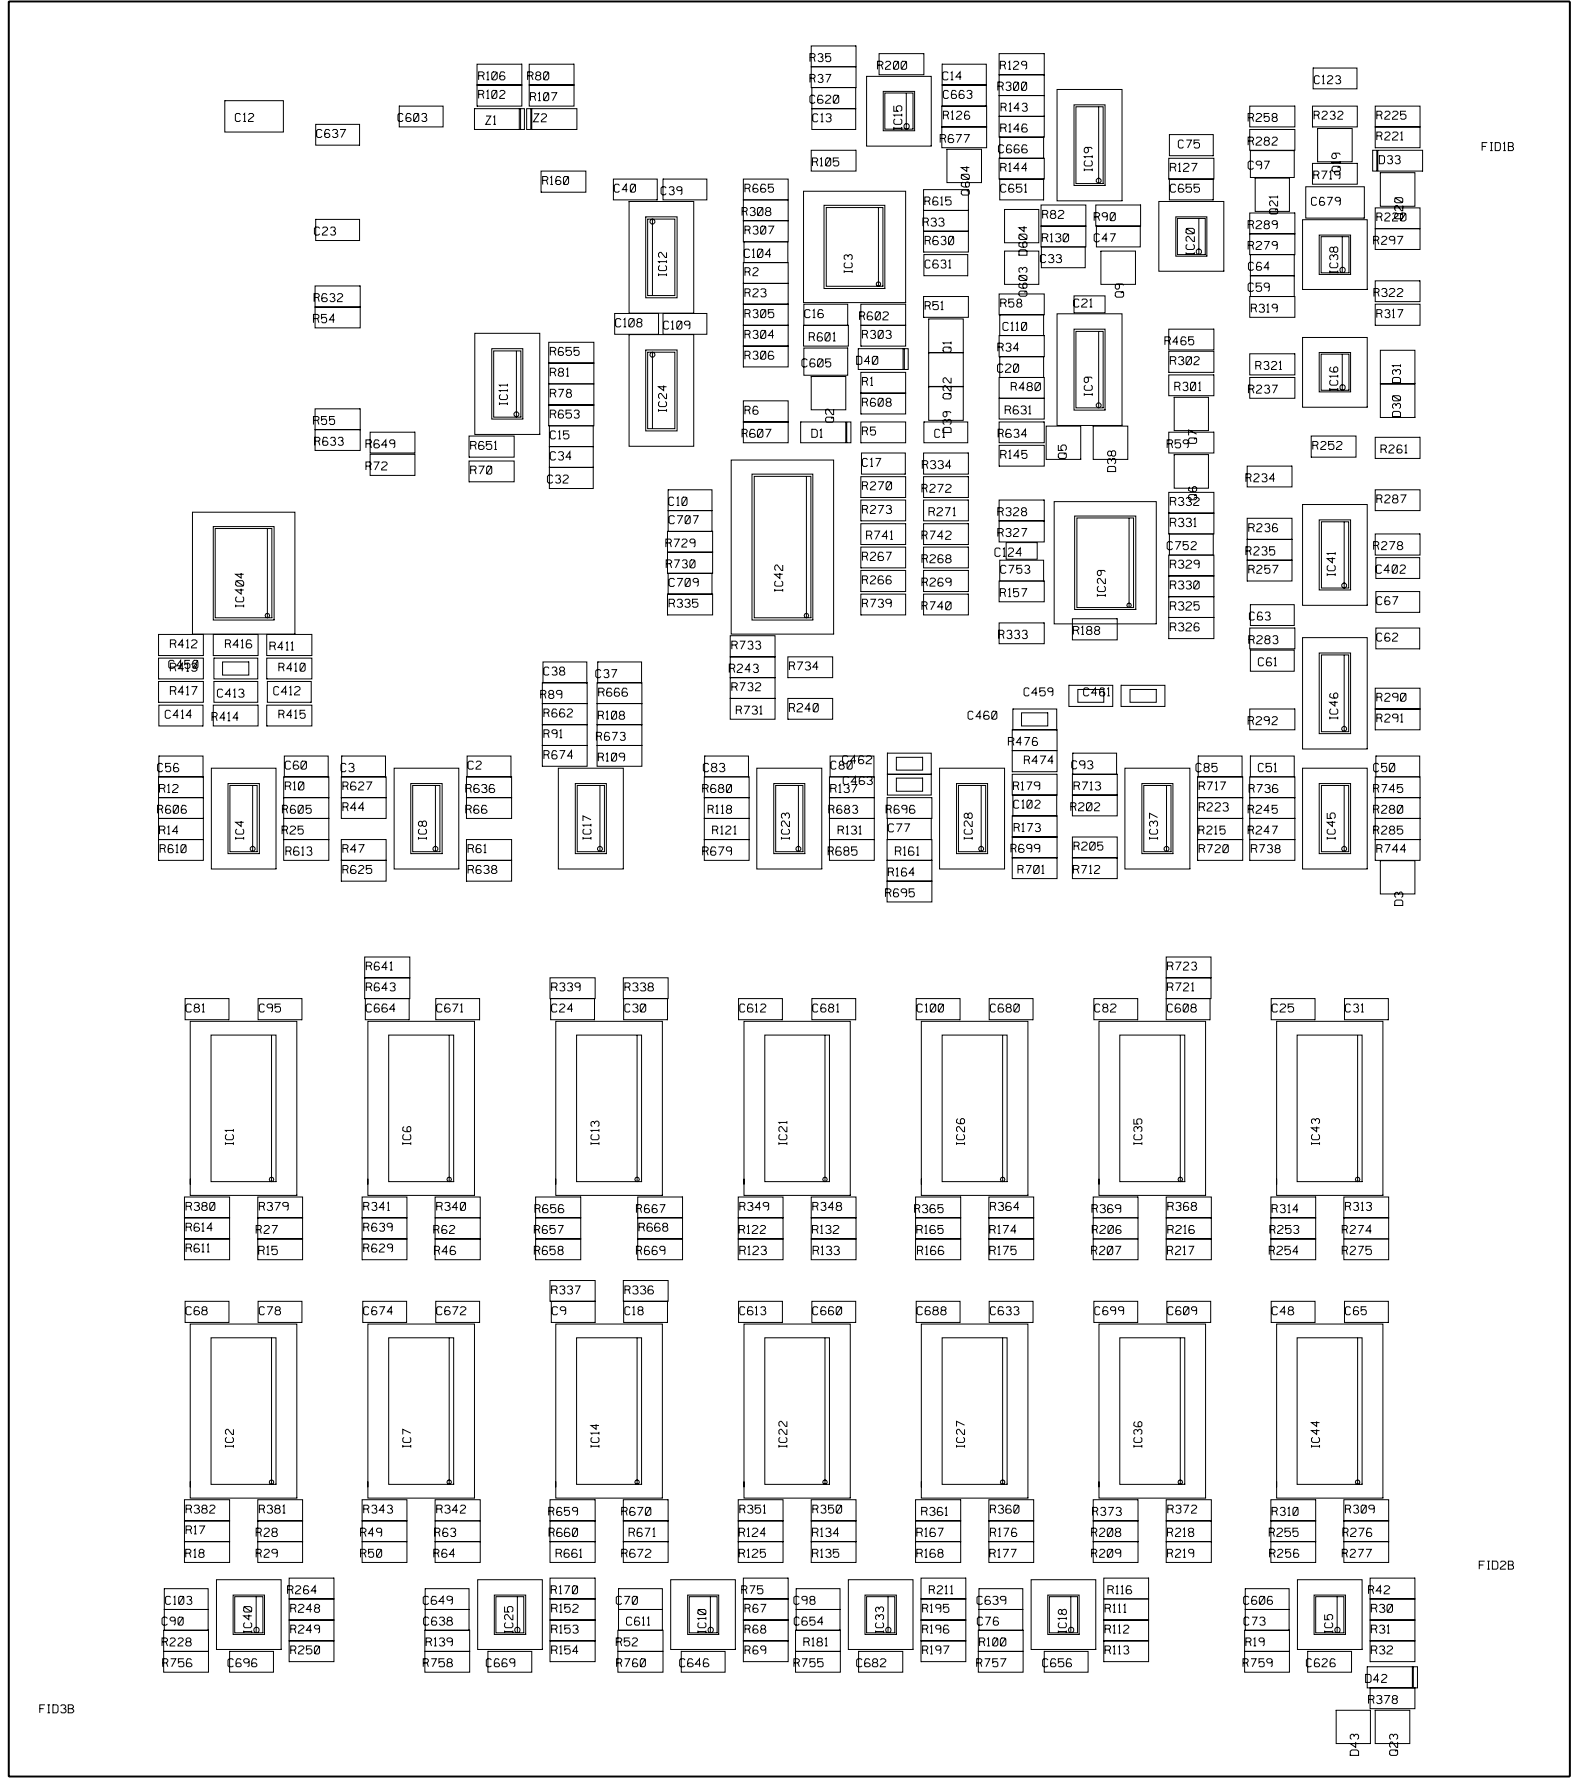 R35
R106 R80 R37 R200 C14 R129 C123
R102 R107 C620 C663 R300
C12 C603 Z1 Z2 C13 IC15 R126 R143 R258 R232 R225
C637 R677 R146 R282 R221
R105 C666 IC19 C75 C97 Q19 D33 FID1B
R160 C40 C39 R665 Q604 R144 R127 R719
C651 C655 Q21 C679 Q20
R308 R615 R82 R90 R289 R220
C23 R307 R33 R130 C47 IC20 R279 R297
C104 IC12 IC3 R630 D604 C33 C64 IC38
R2 C631 Q603 Q9 C59
R632 R23 R51 R58 C21 R319 R322
R54 C108 C109 R305 C16 R602 C110 R317
R304 R601 R303 Q1 R34 R465
R655 R306 C605 D40 C20 R302 R321 D31
R81 IC11 IC24 R1 Q22 R480 IC9 R301 R237 IC16
R78 R6 Q2 R608 D39 R631 D30
R55 R653 R607 D1 R5 C1 R634 Q5 D38 R59 Q7
R633 R649 R651 C15 R145 R252 R261
R72 R70 C34 C17 R334 Q6 R234
C32 C10 R270 R272 R332 R287
C707 R273 R271 R328 R331 R236
R729 R741 R742 R327 C752 R235 R278
R730 R267 R268 C124 R329 R257 IC41 C402
IC404 C709 IC42 R266 R269 C753 IC29 R330 C67
R335 R739 R740 R157 R325 C63
R412 R416 R411 R733 R333 R188 R326 R283 C62
R413 C450 R410 C38 C37 R243 R734 C61
R417 C413 C412 R89 R666 R732 C459 C461 IC46 R290
C414 R414 R415 R662 R108 R731 R240 C460 R292 R291
R91 R673 R476
R674 R109 R474
C56 C60 C3 C2 C83 C80 C462 C93 C85 C51 C50
R12 R10 R627 R636 R680 R137 C463 R179 R713 R717 R736 R745
R606 R605 R44 R66 R118 R683 R696 C102 R202 R223 R245 R280
R14 IC4 R25 IC8 IC17 R121 IC23 R131 C77 IC28 R173 IC37 R215 R247 IC45 R285
R610 R613 R47 R61 R679 R685 R161 R699 R205 R720 R738 R744
R625 R638 R164 R701 R712
R695 D3
R641 R723
R643 R339 R338 R721
C81 C95 C664 C671 C24 C30 C612 C681 C100 C680 C82 C608 C25 C31
IC1 IC6 IC13 IC21 IC26 IC35 IC43
R380 R379 R341 R340 R656 R667 R349 R348 R365 R364 R369 R368 R314 R313
R614 R27 R639 R62 R657 R668 R122 R132 R165 R174 R206 R216 R253 R274
R611 R15 R629 R46 R658 R669 R123 R133 R166 R175 R207 R217 R254 R275
R337 R336
C68 C78 C674 C672 C9 C18 C613 C660 C688 C633 C699 C609 C48 C65
IC2 IC7 IC14 IC22 IC27 IC36 IC44
R382 R381 R343 R342 R659 R670 R351 R350 R361 R360 R373 R372 R310 R309
R17 R28 R49 R63 R660 R671 R124 R134 R167 R176 R208 R218 R255 R276
R18 R29 R50 R64 R661 R672 R125 R135 R168 R177 R209 R219 R256 R277
FID2B
R264 R170 R75 R211 R116 R42
C103 R248 C649 R152 C70 R67 C98 R195 C639 R111 C606 R30
C90 IC40 R249 C638 IC25 R153 C611 IC10 R68 C654 IC33 R196 C76 IC18 R112 C73 IC5 R31
R228 R250 R139 R154 R52 R69 R181 R197 R100 R113 R19 R32
R756 C696 R758 C669 R760 C646 R755 C682 R757 C656 R759 C626
D42
R378
FID3B
D43 Q23